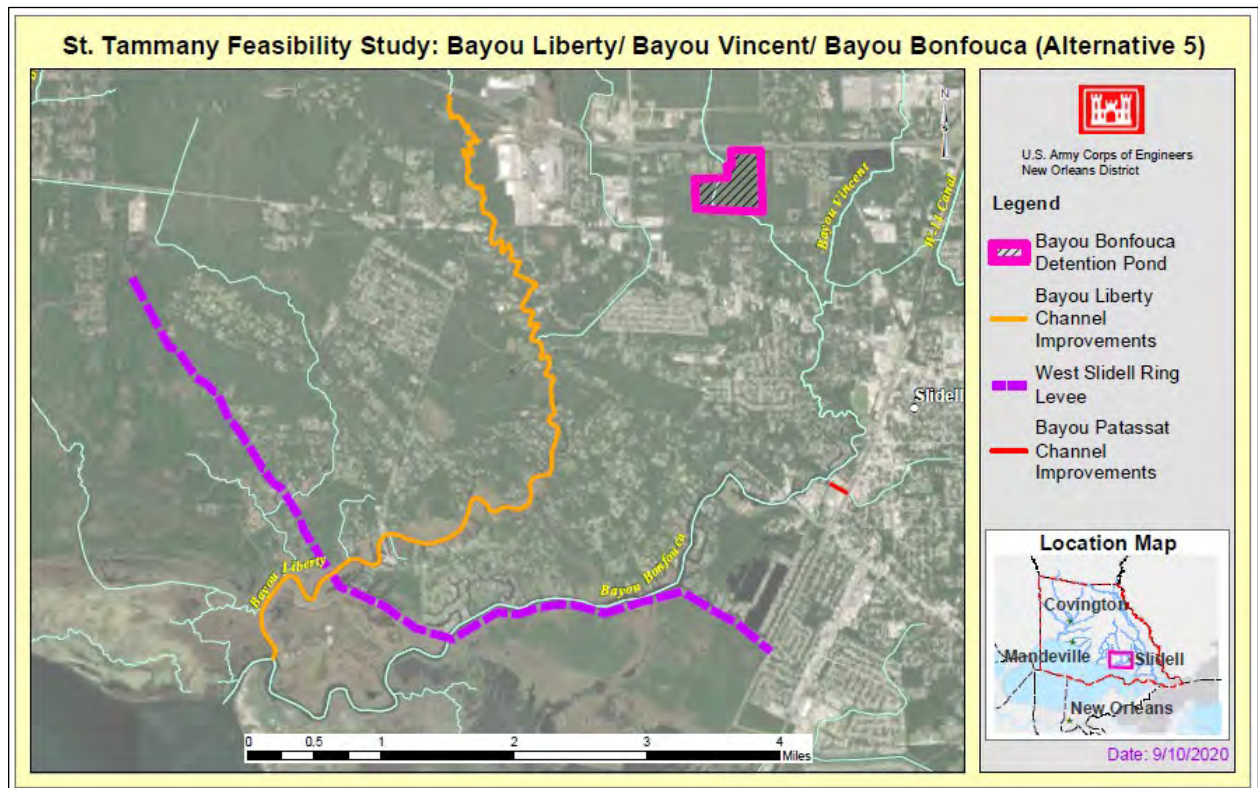 St. Tammany Feasibility Study: Bayou Liberty/ Bayou Vincent/ Bayou Bonfouca (Alternative 5)
N
Bayou Vincent
W-14 Canal
Slidell
Bayou Liberty
Bayou Bonfouca
0 0.5 1 2 3 4
Miles
U.S. Army Corps of Engineers
New Orleans District
Legend
Bayou Bonfouca
Detention Pond
Bayou Liberty
Channel
Improvements
West Slidell Ring
Levee
Bayou Patassat
Channel
Improvements
Location Map
Covington
Mandeville
Slidell
New Orleans
Date: 9/10/2020